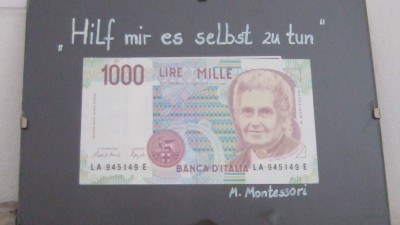 „Hilf mir es selbst zu tun"
1000 LIRE MILLE
LA 945149 E
LA 945149 E
BANCA D'ITALIA
M. Montessori